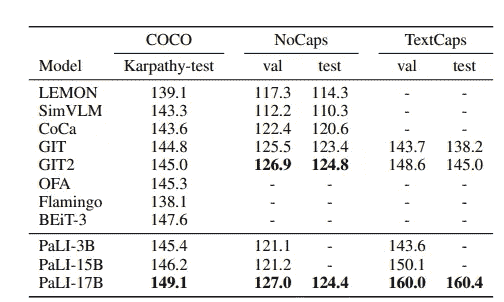 COCO NoCaps TextCaps
Model Karpathy-test val test val test
LEMON 139.1 117.3 114.3 - -
SimVLM 143.3 112.2 110.3 - -
CoCa 143.6 122.4 120.6 - -
GIT 144.8 125.5 123.4 143.7 138.2
GIT2 145.0 126.9 124.8 148.6 145.0
OFA 145.3 - - - -
Flamingo 138.1 - - - -
BEiT-3 147.6 - - - -
PaLI-3B 145.4 121.1 - 143.6 -
PaLI-15B 146.2 121.2 - 150.1 -
PaLI-17B 149.1 127.0 124.4 160.0 160.4